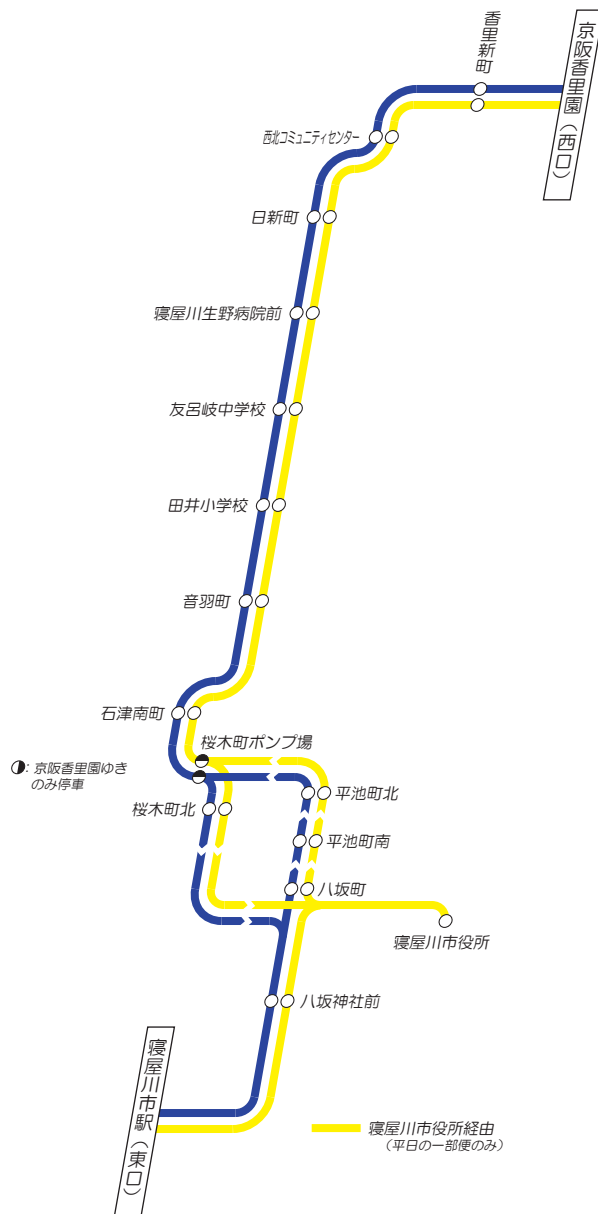 香里新町
京阪香里園(西口)
西北コミュニティセンター
日新町
寝屋川生野病院前
友呂岐中学校
田井小学校
音羽町
石津南町
桜木町ポンプ場
:京阪香里園ゆき
のみ停車
桜木町北
平池町北
平池町南
八坂町
寝屋川市役所
八坂神社前
寝屋川市駅(東口)
寝屋川市役所経由
(平日の一部便のみ)